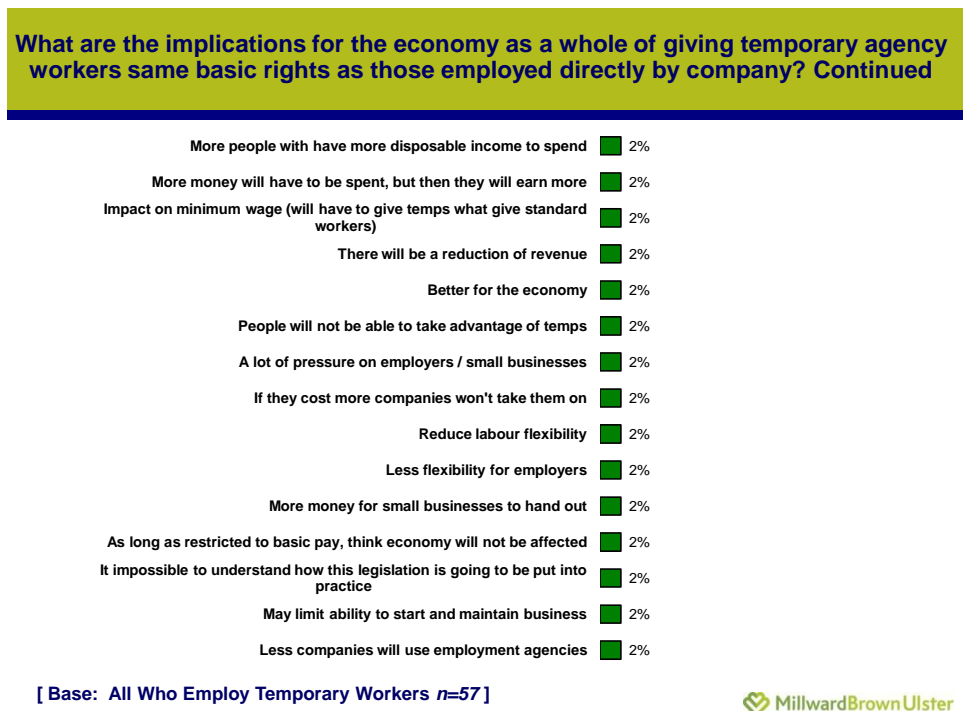 What are the implications for the economy as a whole of giving temporary agency
workers same basic rights as those employed directly by company? Continued
More people with have more disposable income to spend 2%
More money will have to be spent, but then they will earn more 2%
Impact on minimum wage (will have to give temps what give standard
workers) 2%
There will be a reduction of revenue 2%
Better for the economy 2%
People will not be able to take advantage of temps 2%
A lot of pressure on employers / small businesses 2%
If they cost more companies won't take them on 2%
Reduce labour flexibility 2%
Less flexibility for employers 2%
More money for small businesses to hand out 2%
As long as restricted to basic pay, think economy will not be affected 2%
It impossible to understand how this legislation is going to be put into
practice 2%
May limit ability to start and maintain business 2%
Less companies will use employment agencies 2%
[ Base: All Who Employ Temporary Workers n=57 ]
MillwardBrownUlster